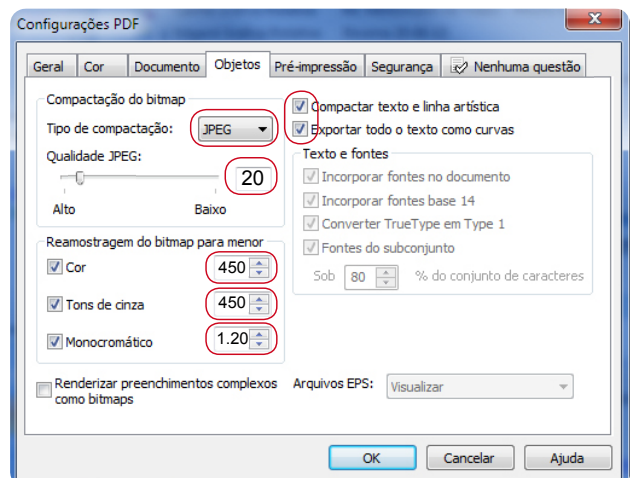 Configurações PDF
Geral Cor Documento Objetos Pré-impressão Segurança Nenhuma questão
Compactação do bitmap
Tipo de compactação: JPEG
Qualidade JPEG:
20
Alto Baixo
Reamostragem do bitmap para menor
Cor 450
Tons de cinza 450
Monocromático 1.20
Renderizar preenchimentos complexos
como bitmaps
Compactar texto e linha artística
Exportar todo o texto como curvas
Texto e fontes
Incorporar fontes no documento
Incorporar fontes base 14
Converter TrueType em Type 1
Fontes do subconjunto
Sob 80 % do conjunto de caracteres
Arquivos EPS: Visualizar
OK Cancelar Ajuda